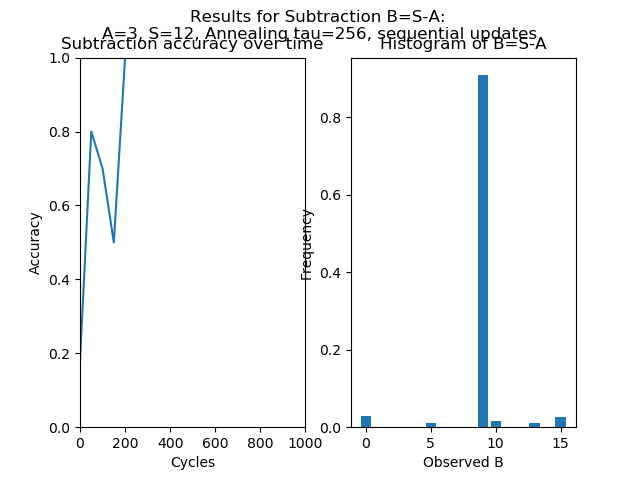 Results for Subtraction B=S-A:
A=3, S=12, Annealing tau=256, sequential updates
Subtraction accuracy over time
Histogram of B=S-A
1.0
0.8
0.6
0.4
0.2
0.0
Accuracy
0 200 400 600 800 1000
Cycles
0.8
0.6
0.4
0.2
0.0
Frequency
0 5 10 15
Observed B